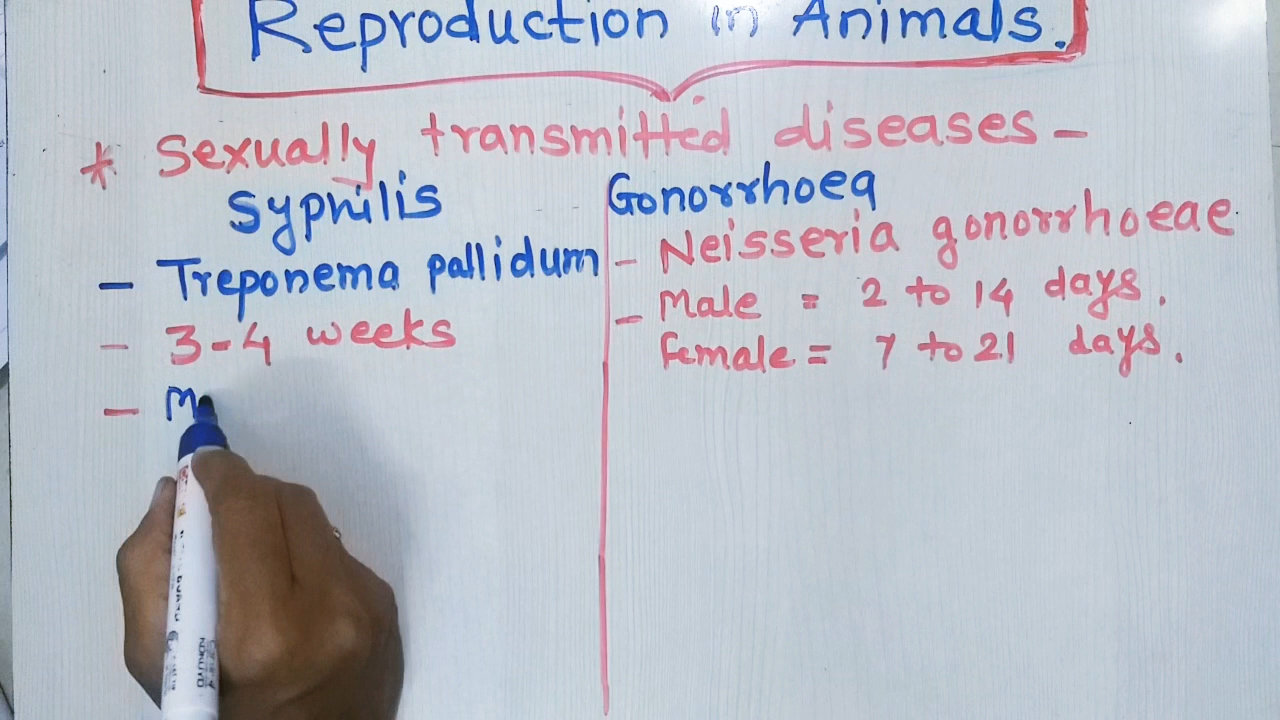 Reproduction in Animals.
* Sexually transmitted diseases -
Syphilis
- Treponema pallidum
- 3-4 weeks
- M
Gonorrhoea
- Neisseria gonorrhoeae
- Male = 2 to 14 days.
Female = 7 to 21 days.
KOKUYO